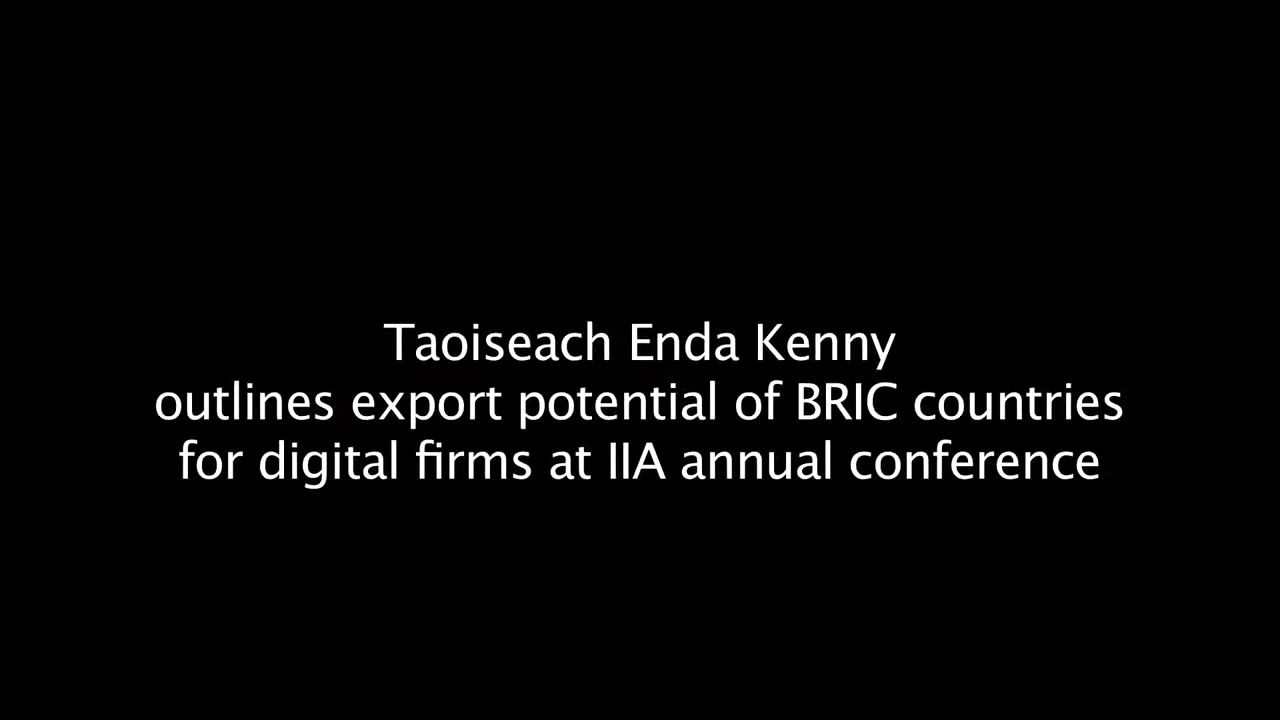 Taoiseach Enda Kenny
outlines export potential of BRIC countries
for digital firms at IIA annual conference